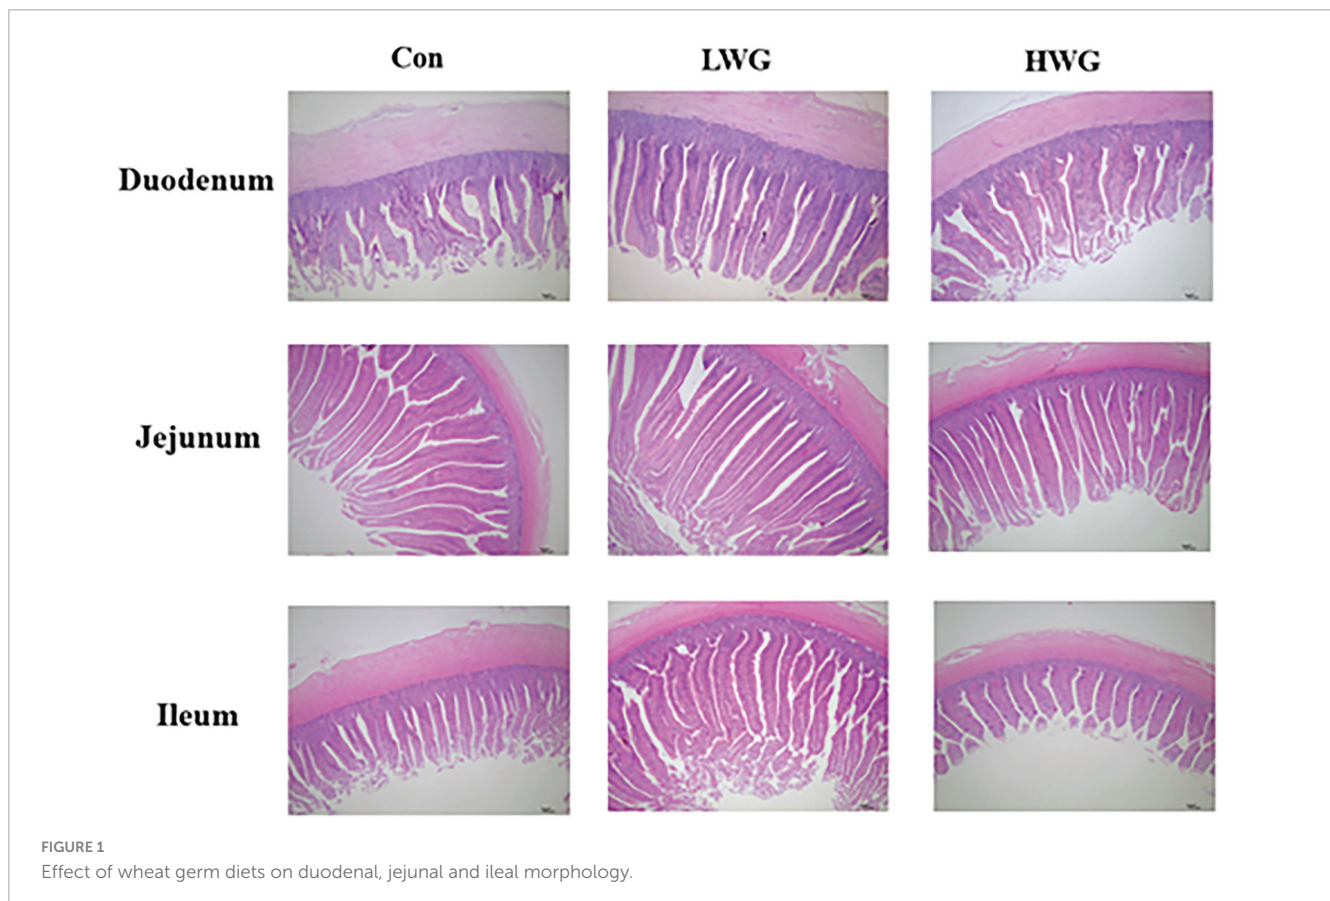 Con LWG HWG
Duodenum
Jejunum
Ileum
FIGURE 1
Effect of wheat germ diets on duodenal, jejunal and ileal morphology.